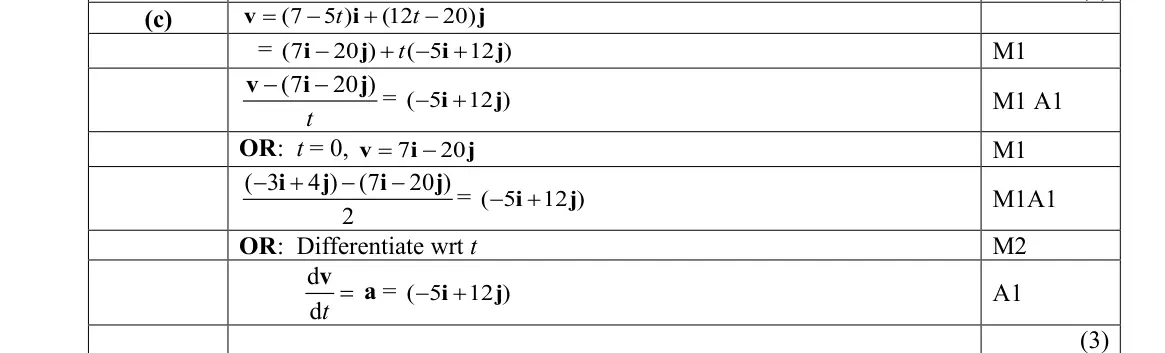 (c) v = (7 − 5t)i + (12t − 20)j
= (7i − 20j) + t(−5i + 12j) M1
v − (7i − 20j) / t = (−5i + 12j) M1 A1
OR: t = 0, v = 7i − 20j M1
(−3i + 4j) − (7i − 20j) / 2 = (−5i + 12j) M1A1
OR: Differentiate wrt t M2
dv / dt = a = (−5i + 12j) A1
(3)